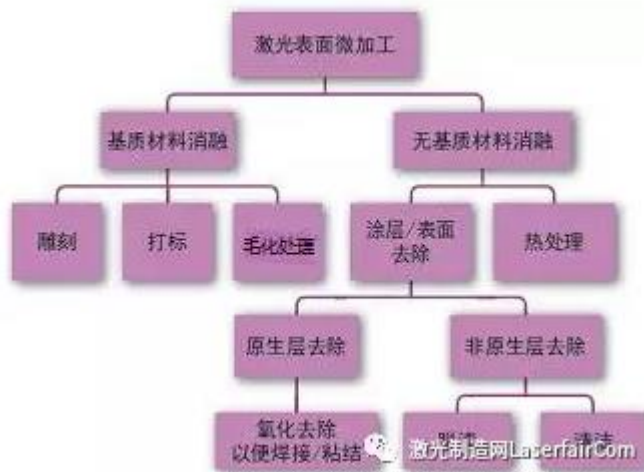 激光表面微加工
基质材料消融
无基质材料消融
雕刻
打标
毛化处理
涂层/表面
去除
热处理
原生层去除
非原生层去除
氧化去除
以便焊接/粘结
激光制造网LaserfairCom